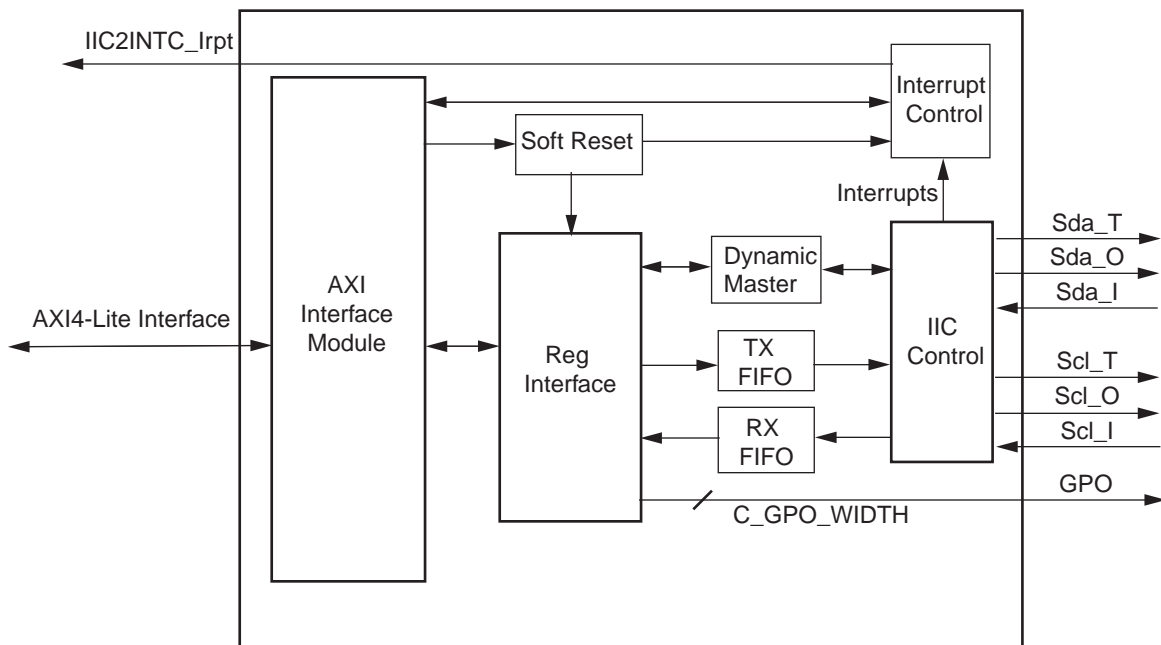 IIC2INTC_Irpt
Interrupt
Control
Soft Reset
Interrupts
Sda_T
Sda_O
Sda_I
Dynamic
Master
AXI
Interface
Module
AXI4-Lite Interface
Reg
Interface
IIC
Control
TX
FIFO
RX
FIFO
Scl_T
Scl_O
Scl_I
GPO
C_GPO_WIDTH